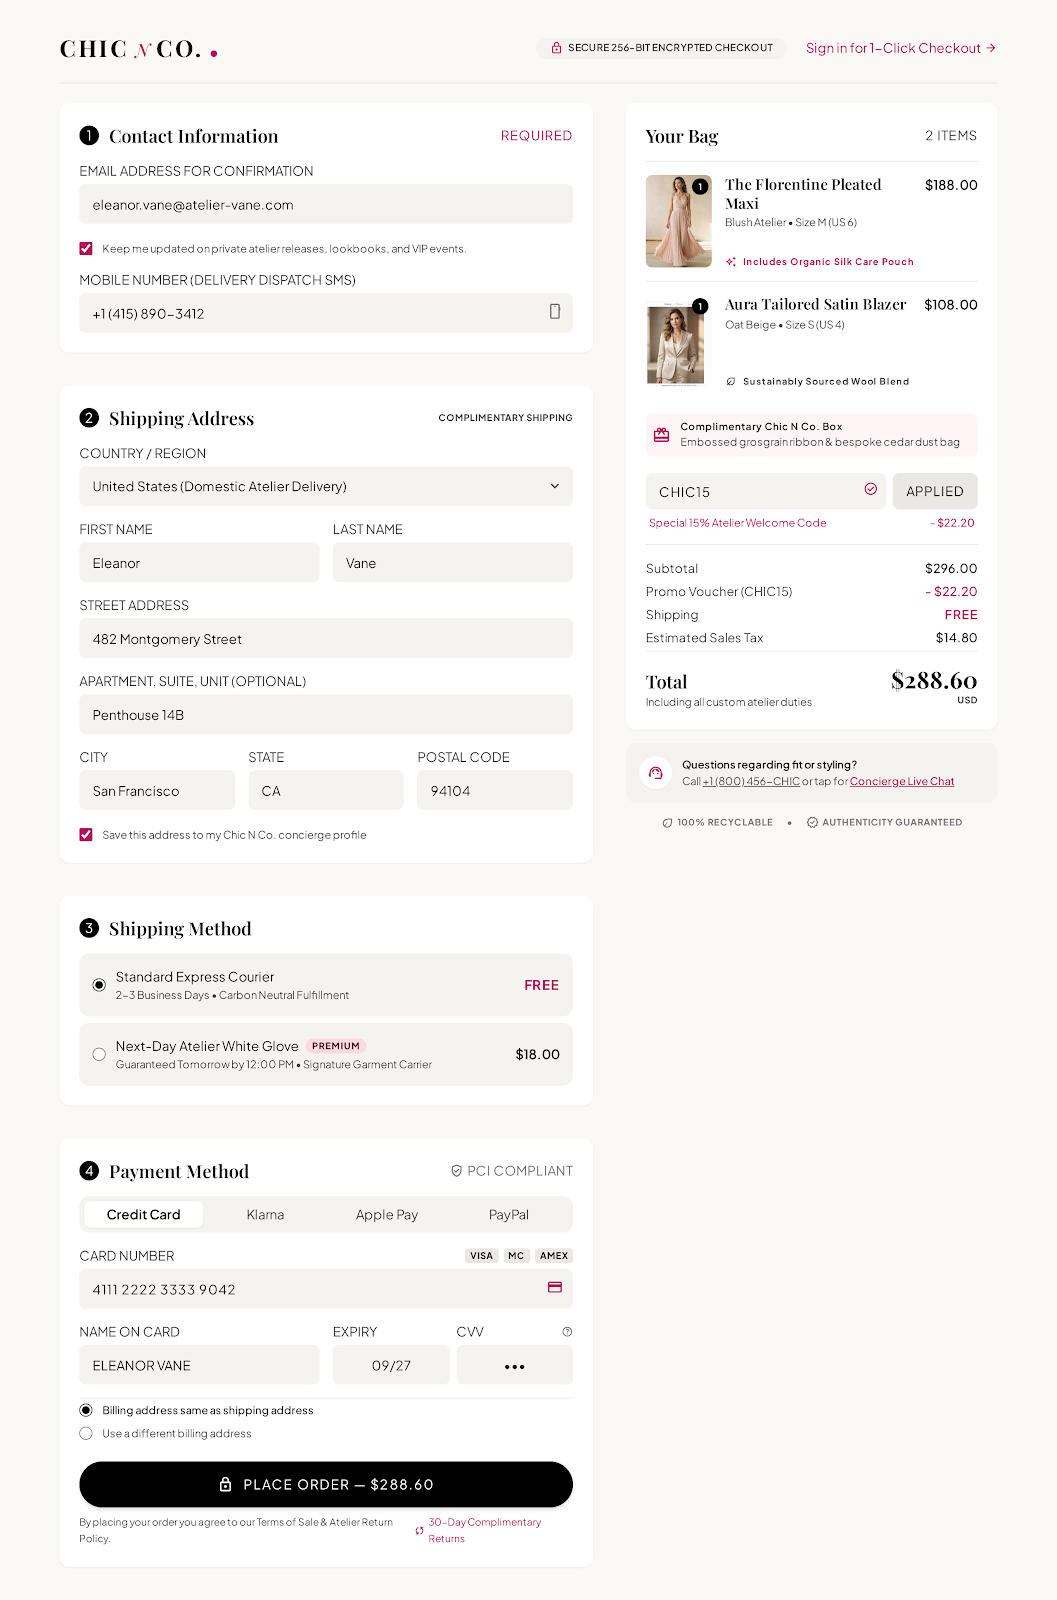 CHIC N CO.
SECURE 256-BIT ENCRYPTED CHECKOUT
Sign in for 1-Click Checkout →
1 Contact Information
REQUIRED
EMAIL ADDRESS FOR CONFIRMATION
eleanor.vane@atelier-vane.com
Keep me updated on private atelier releases, lookbooks, and VIP events.
MOBILE NUMBER (DELIVERY DISPATCH SMS)
+1 (415) 890-3412
2 Shipping Address
COMPLIMENTARY SHIPPING
COUNTRY / REGION
United States (Domestic Atelier Delivery)
FIRST NAME
LAST NAME
Eleanor
Vane
STREET ADDRESS
482 Montgomery Street
APARTMENT, SUITE, UNIT (OPTIONAL)
Penthouse 14B
CITY
STATE
POSTAL CODE
San Francisco
CA
94104
Save this address to my Chic N Co. concierge profile
3 Shipping Method
Standard Express Courier
2-3 Business Days • Carbon Neutral Fulfillment
FREE
Next-Day Atelier White Glove PREMIUM
Guaranteed Tomorrow by 12:00 PM • Signature Garment Carrier
$18.00
4 Payment Method
PCI COMPLIANT
Credit Card
Klarna
Apple Pay
PayPal
CARD NUMBER
VISA
MC
AMEX
4111 2222 3333 9042
NAME ON CARD
EXPIRY
CVV
ELEANOR VANE
09/27
•••
Billing address same as shipping address
Use a different billing address
PLACE ORDER — $288.60
By placing your order you agree to our Terms of Sale & Atelier Return
Policy.
30-Day Complimentary
Returns
Your Bag
2 ITEMS
1
The Florentine Pleated
Maxi
$188.00
Blush Atelier • Size M (US 6)
Includes Organic Silk Care Pouch
1
Aura Tailored Satin Blazer
$108.00
Oat Beige • Size S (US 4)
Sustainably Sourced Wool Blend
Complimentary Chic N Co. Box
Embossed grosgrain ribbon & bespoke cedar dust bag
CHIC15
APPLIED
Special 15% Atelier Welcome Code
- $22.20
Subtotal
$296.00
Promo Voucher (CHIC15)
- $22.20
Shipping
FREE
Estimated Sales Tax
$14.80
Total
$288.60
Including all custom atelier duties
USD
Questions regarding fit or styling?
Call +1 (800) 456-CHIC or tap for Concierge Live Chat
100% RECYCLABLE • AUTHENTICITY GUARANTEED